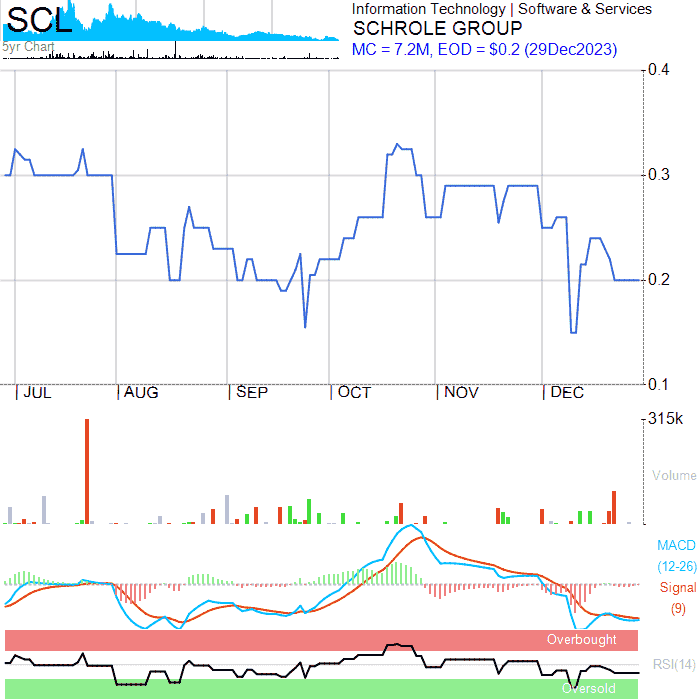 SCL
5yr Chart
Information Technology | Software & Services
SCHROLE GROUP
MC = 7.2M, EOD = $0.2 (29Dec2023)
0.4
0.3
0.2
0.1
| JUL | AUG | SEP | OCT | NOV | DEC
315k
Volume
MACD
(12-26)
Signal
(9)
Overbought
RSI(14)
Oversold